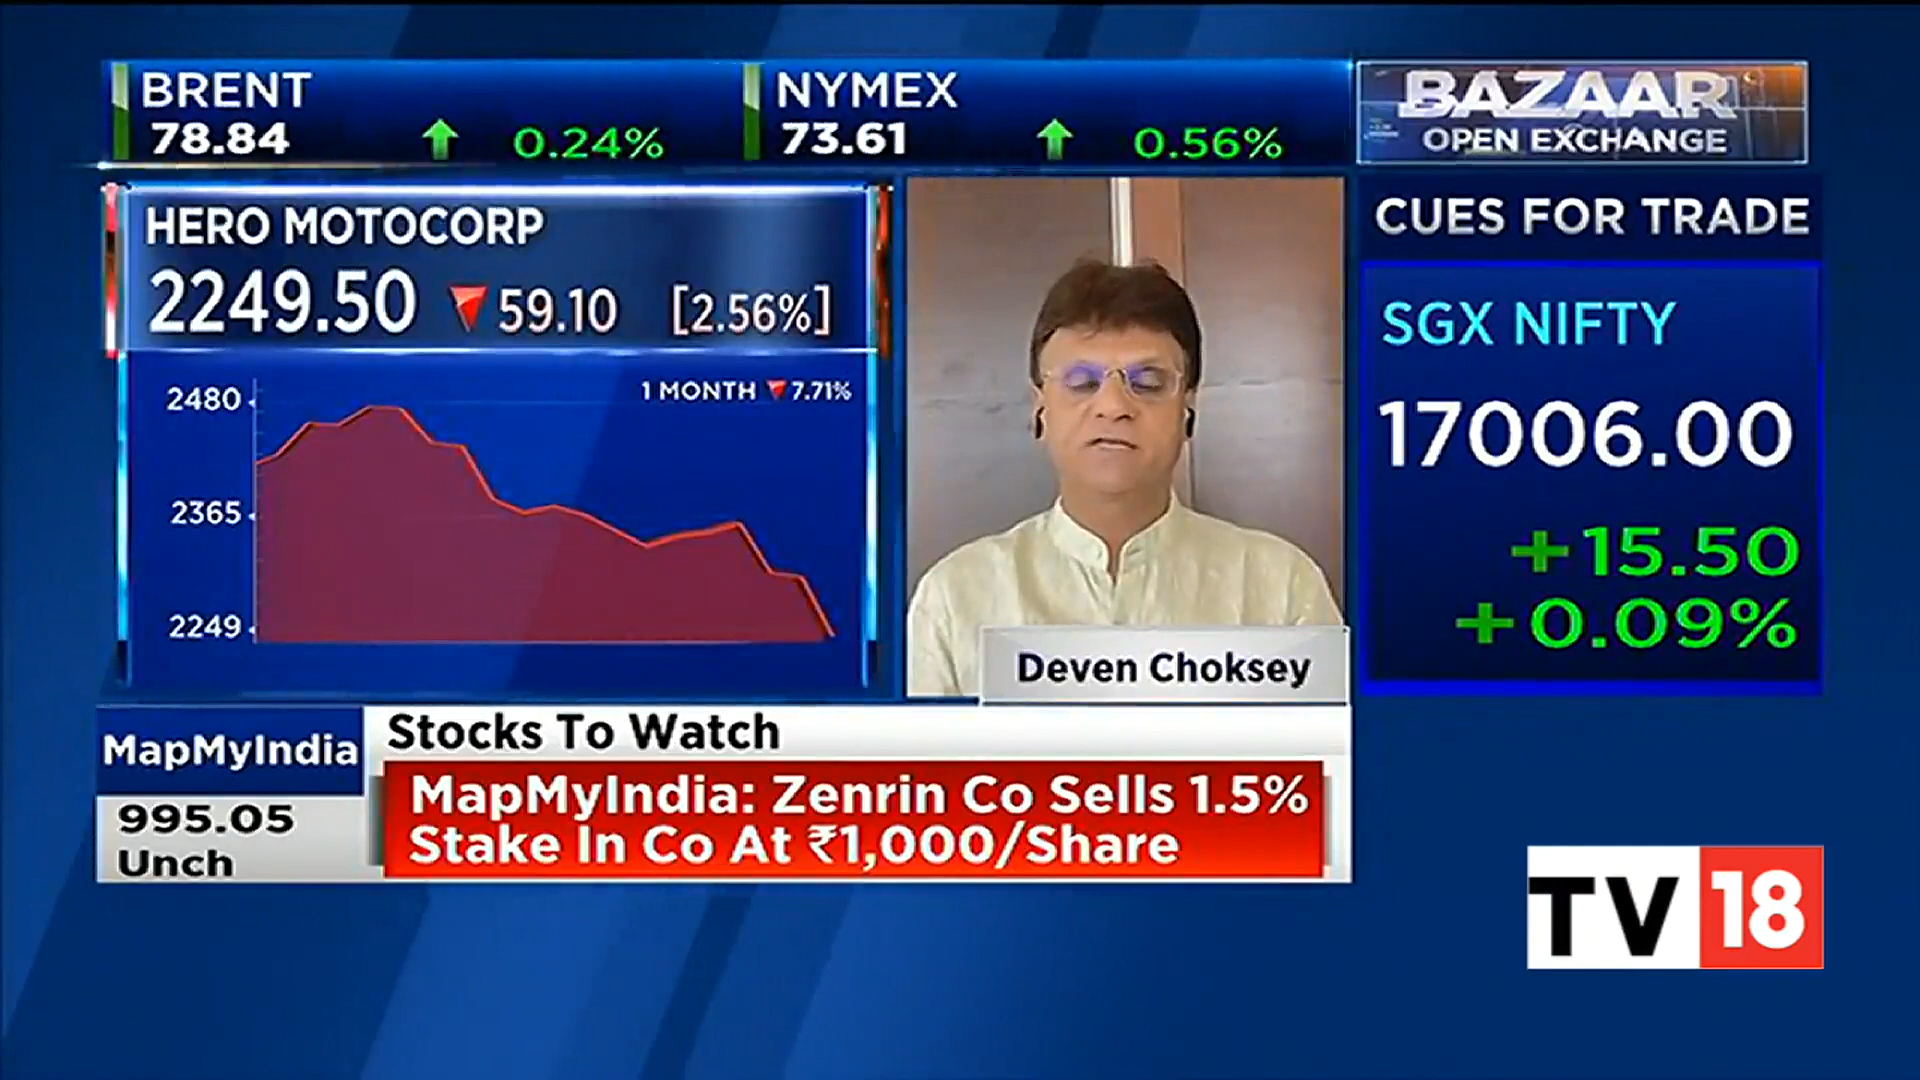 BRENT
78.84 0.24%
NYMEX
73.61 0.56%
BAZAAR
OPEN EXCHANGE
HERO MOTOCORP
2249.50 ▼59.10 [2.56%]
1 MONTH ▼7.71%
2480
2365
2249
Deven Choksey
CUES FOR TRADE
SGX NIFTY
17006.00
+15.50
+0.09%
MapMyIndia
995.05
Unch
Stocks To Watch
MapMyIndia: Zenrin Co Sells 1.5%
Stake In Co At ₹1,000/Share
TV18